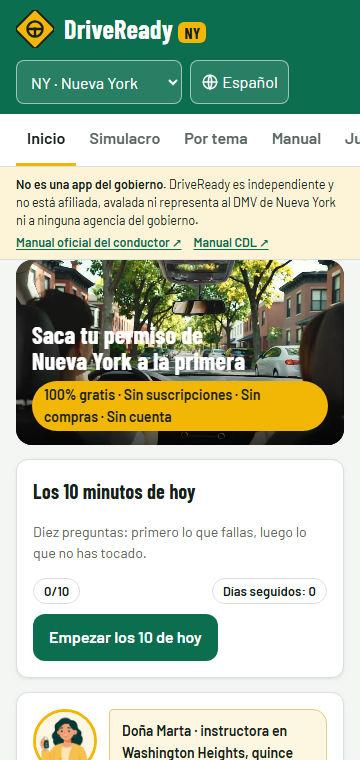 DriveReady NY
NY · Nueva York
Español
Inicio Simulacro Por tema Manual Ju
No es una app del gobierno. DriveReady es independiente y
no está afiliada, avalada ni representa al DMV de Nueva York
ni a ninguna agencia del gobierno.
Manual oficial del conductor ↗ Manual CDL ↗
Saca tu permiso de
Nueva York a la primera
100% gratis · Sin suscripciones · Sin
compras · Sin cuenta
Los 10 minutos de hoy
Diez preguntas: primero lo que fallas, luego lo
que no has tocado.
0/10 Días seguidos: 0
Empezar los 10 de hoy
Doña Marta · instructora en
Washington Heights, quince